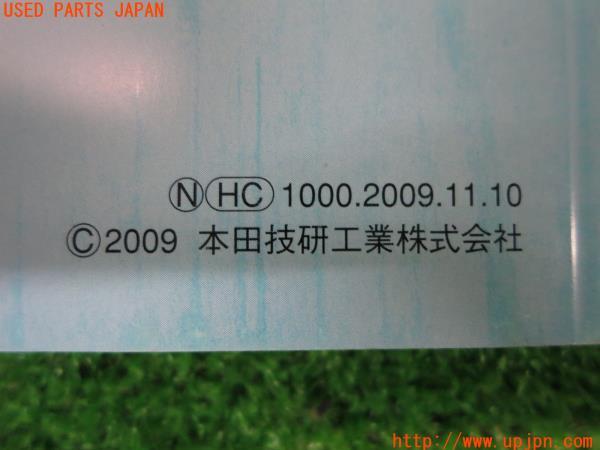 USED PARTS JAPAN
Ⓝ HC 1000.2009.11.10
©2009 本田技研工業株式会社
http://www.upjpn.com/